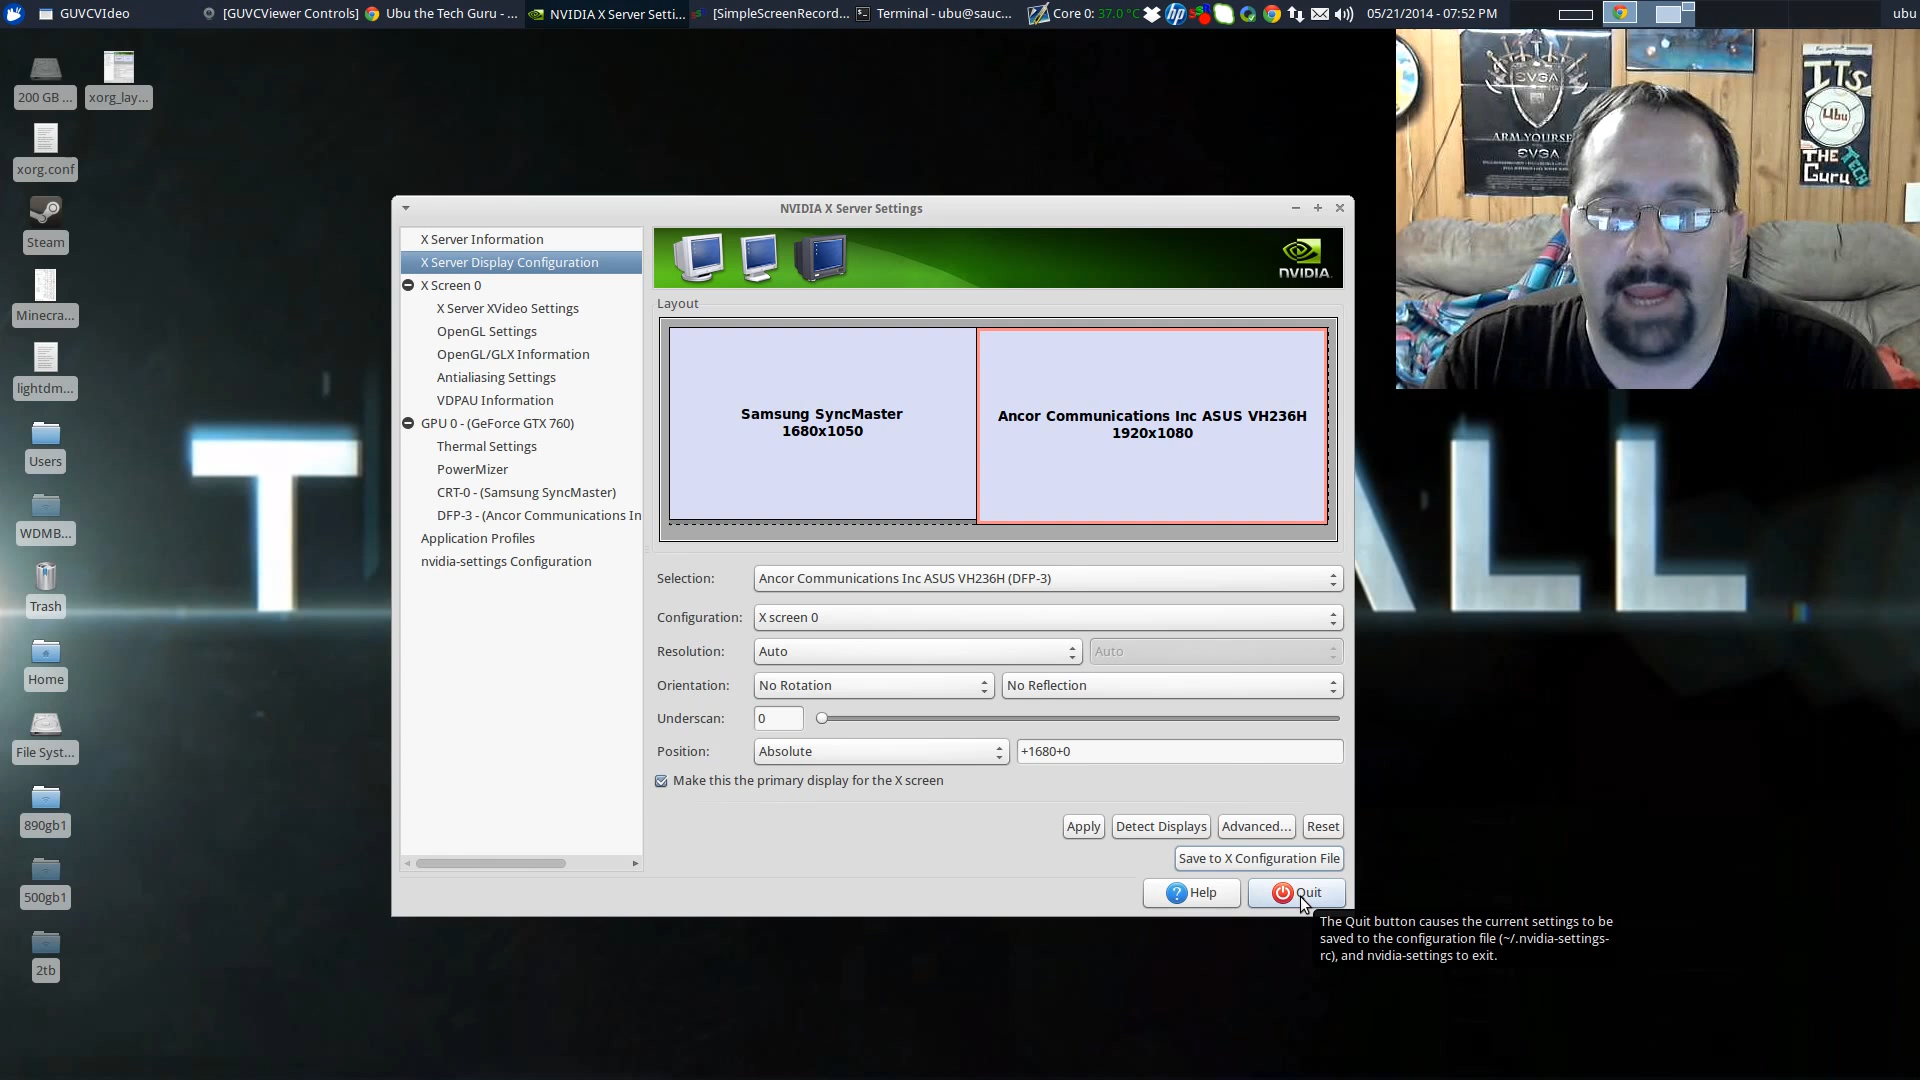 GUVCVIdeo
[GUVCViewer Controls]
Ubu the Tech Guru - ...
NVIDIA X Server Setti...
[SimpleScreenRecord...
Terminal - ubu@sauc...
Core 0: 37.0 °C
05/21/2014 - 07:52 PM
ubu
200 GB ...
xorg_lay...
xorg.conf
Steam
Minecra...
lightdm...
Users
WDMB...
Trash
Home
File Syst...
890gb1
500gb1
2tb
T
ALL
EVGA
ARM YOURSE
EVGA
IT's
Ubu
THE TECH
Guru
NVIDIA X Server Settings
X Server Information
X Server Display Configuration
X Screen 0
X Server XVideo Settings
OpenGL Settings
OpenGL/GLX Information
Antialiasing Settings
VDPAU Information
GPU 0 - (GeForce GTX 760)
Thermal Settings
PowerMizer
CRT-0 - (Samsung SyncMaster)
DFP-3 - (Ancor Communications In
Application Profiles
nvidia-settings Configuration
NVIDIA.
Layout
Samsung SyncMaster
1680x1050
Ancor Communications Inc ASUS VH236H
1920x1080
Selection: Ancor Communications Inc ASUS VH236H (DFP-3)
Configuration: X screen 0
Resolution: Auto Auto
Orientation: No Rotation No Reflection
Underscan: 0
Position: Absolute +1680+0
Make this the primary display for the X screen
Apply Detect Displays Advanced... Reset
Save to X Configuration File
Help Quit
The Quit button causes the current settings to be
saved to the configuration file (~/.nvidia-settings-
rc), and nvidia-settings to exit.